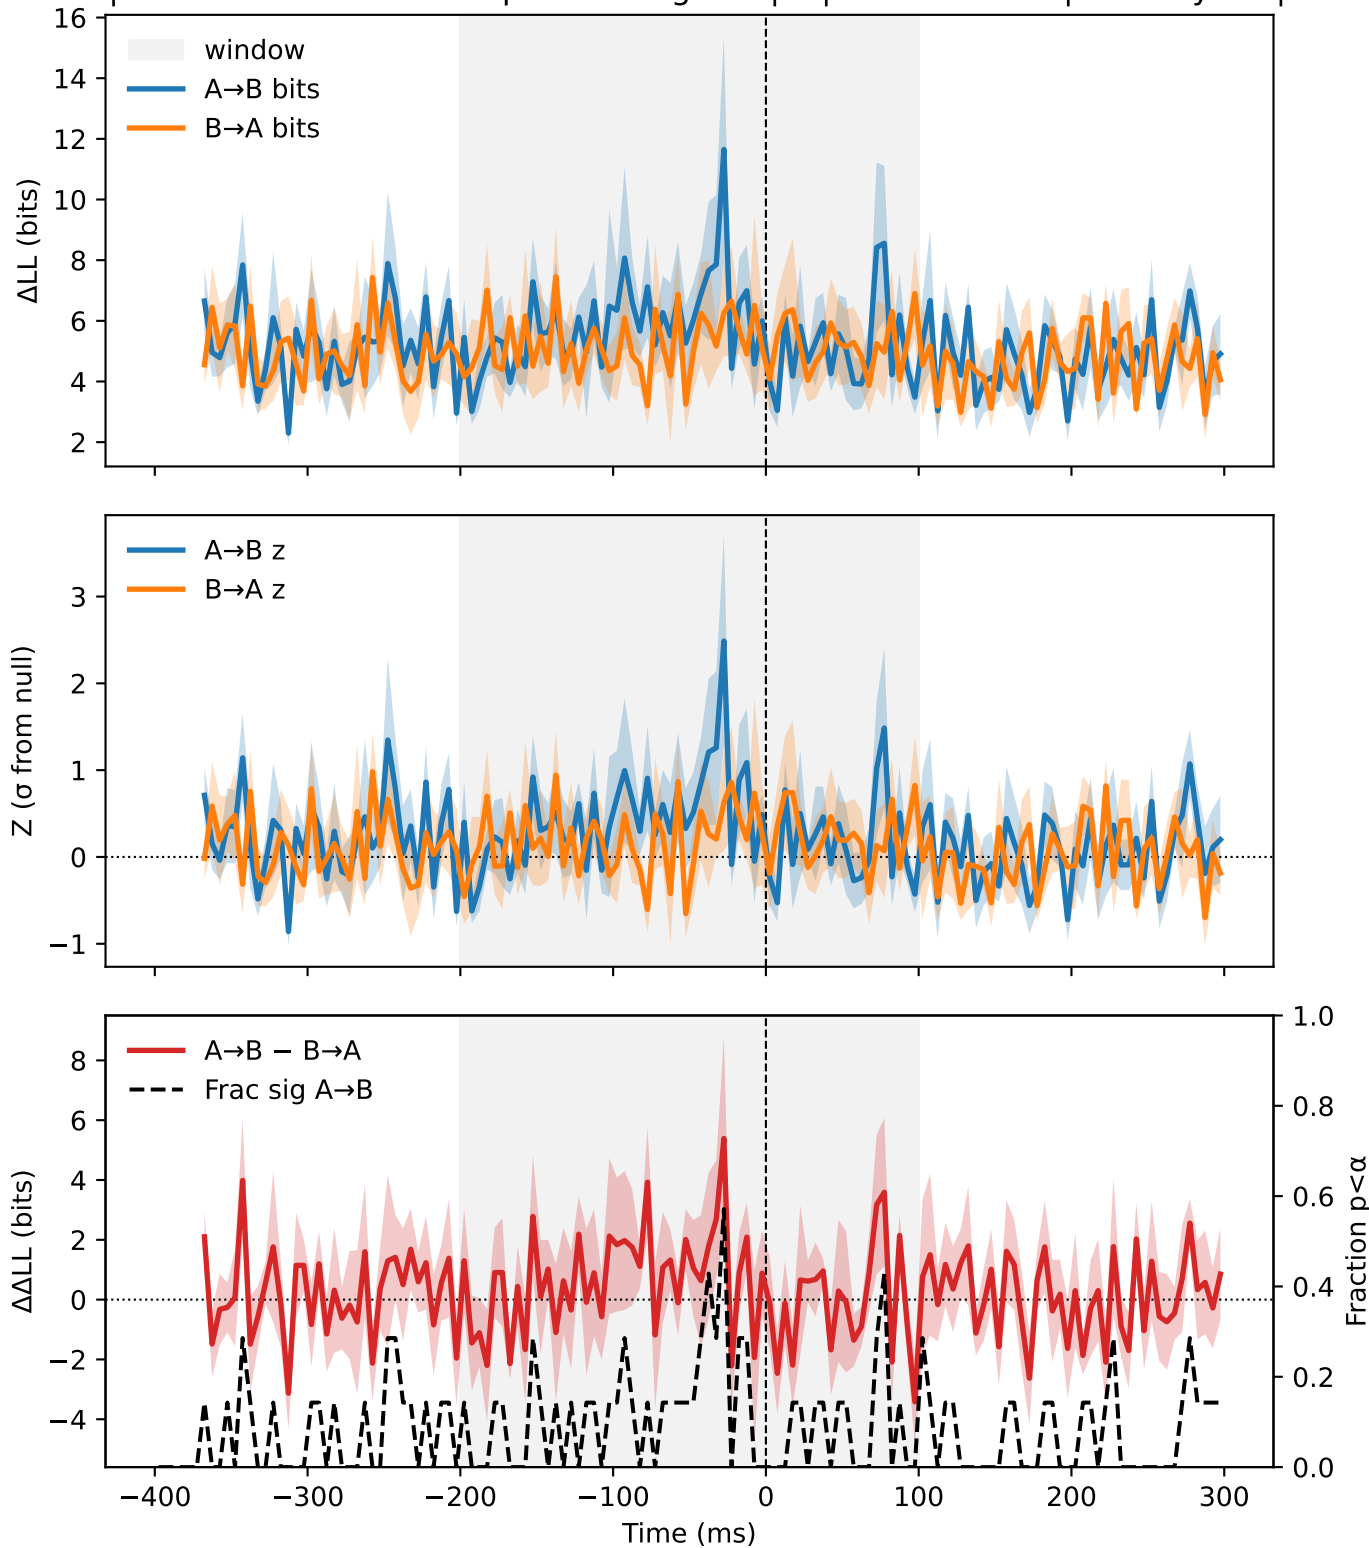 16
14
12
10
8
6
4
2
ΔLL (bits)
window
A→B bits
B→A bits
3
2
1
0
−1
Z (σ from null)
A→B z
B→A z
8
6
4
2
0
−2
−4
ΔΔLL (bits)
A→B − B→A
Frac sig A→B
1.0
0.8
0.6
0.4
0.2
0.0
Fraction p<α
−400 −300 −200 −100 0 100 200 300
Time (ms)